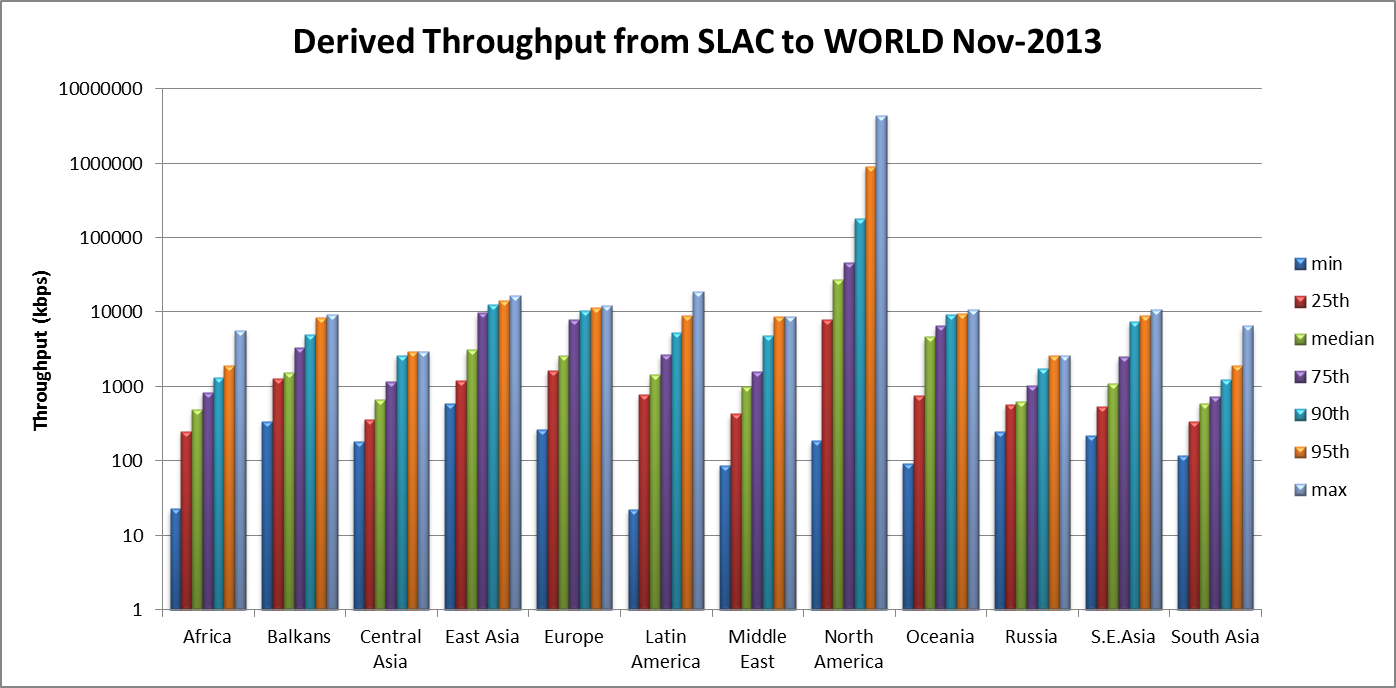 Derived Throughput from SLAC to WORLD Nov-2013
Throughput (kbps)
10000000
1000000
100000
10000
1000
100
10
1
Africa
Balkans
Central
Asia
East Asia
Europe
Latin
America
Middle
East
North
America
Oceania
Russia
S.E.Asia
South Asia
min
25th
median
75th
90th
95th
max